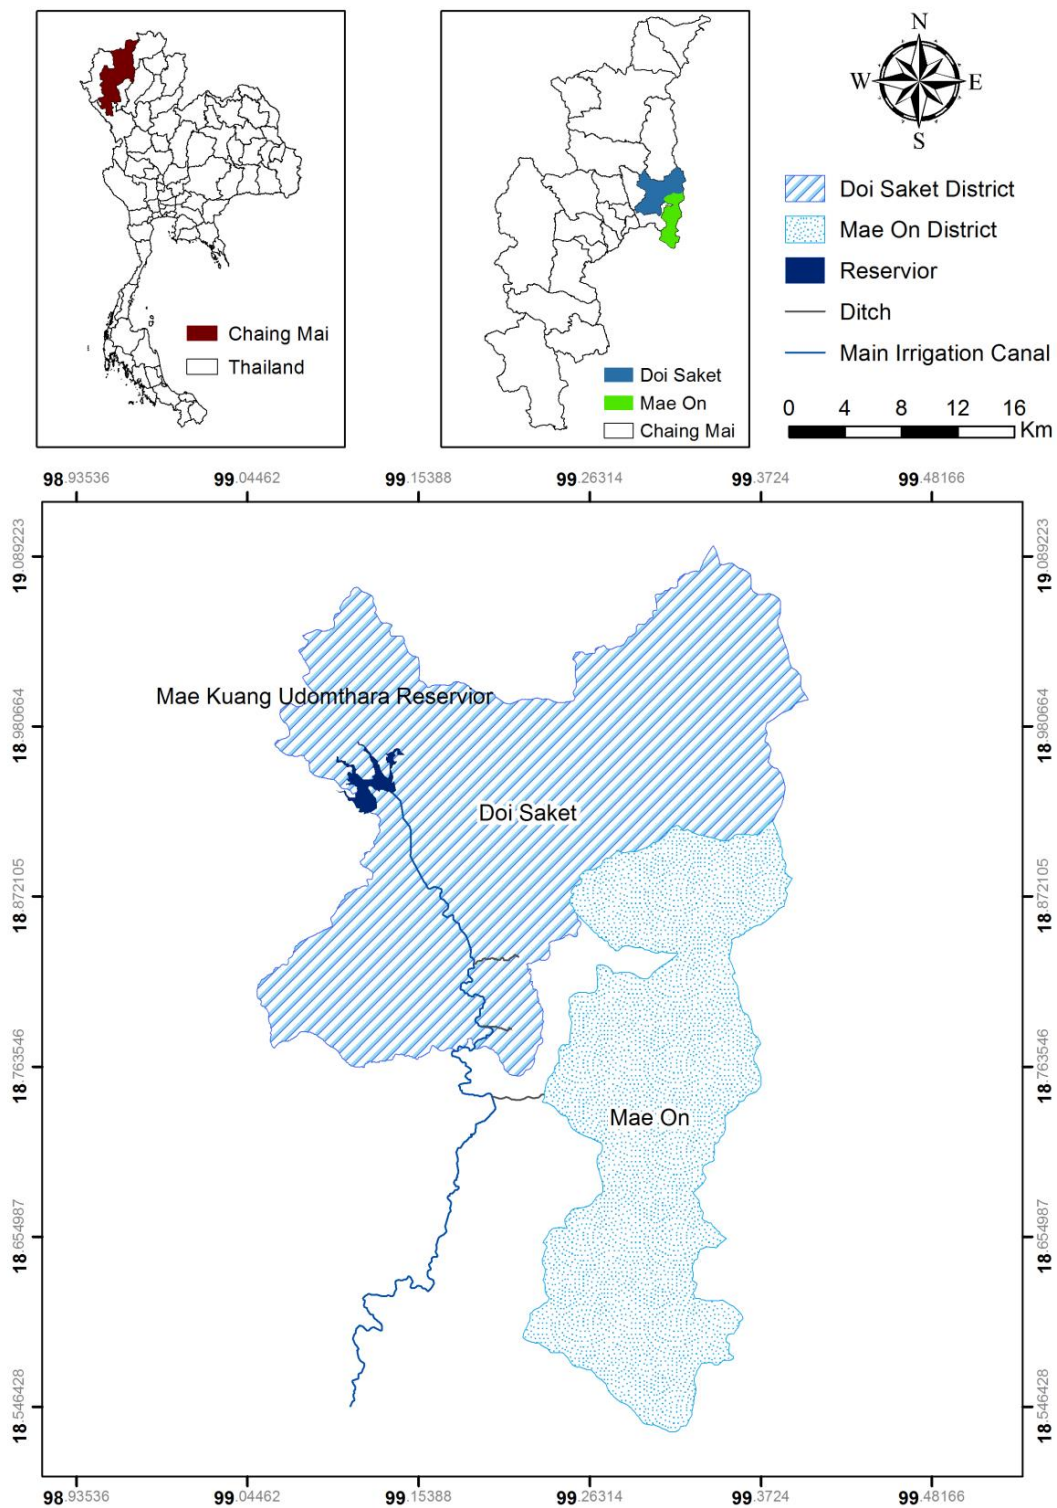 Chaing Mai
Thailand
Doi Saket
Mae On
Chaing Mai
N
W E
S
Doi Saket District
Mae On District
Reservior
Ditch
Main Irrigation Canal
0 4 8 12 16
Km
98.93536 99.04462 99.15388 99.26314 99.3724 99.48166
19.089223 19.089223
Mae Kuang Udomthara Reservior
18.980664 18.980664
Doi Saket
18.872105 18.872105
18.763546 18.763546
Mae On
18.654987 18.654987
18.546428 18.546428
98.93536 99.04462 99.15388 99.26314 99.3724 99.48166